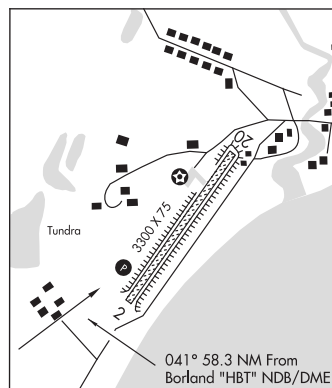 20
3300 X 75
Tundra
P
2
041° 58.3 NM From
Borland "HBT" NDB/DME